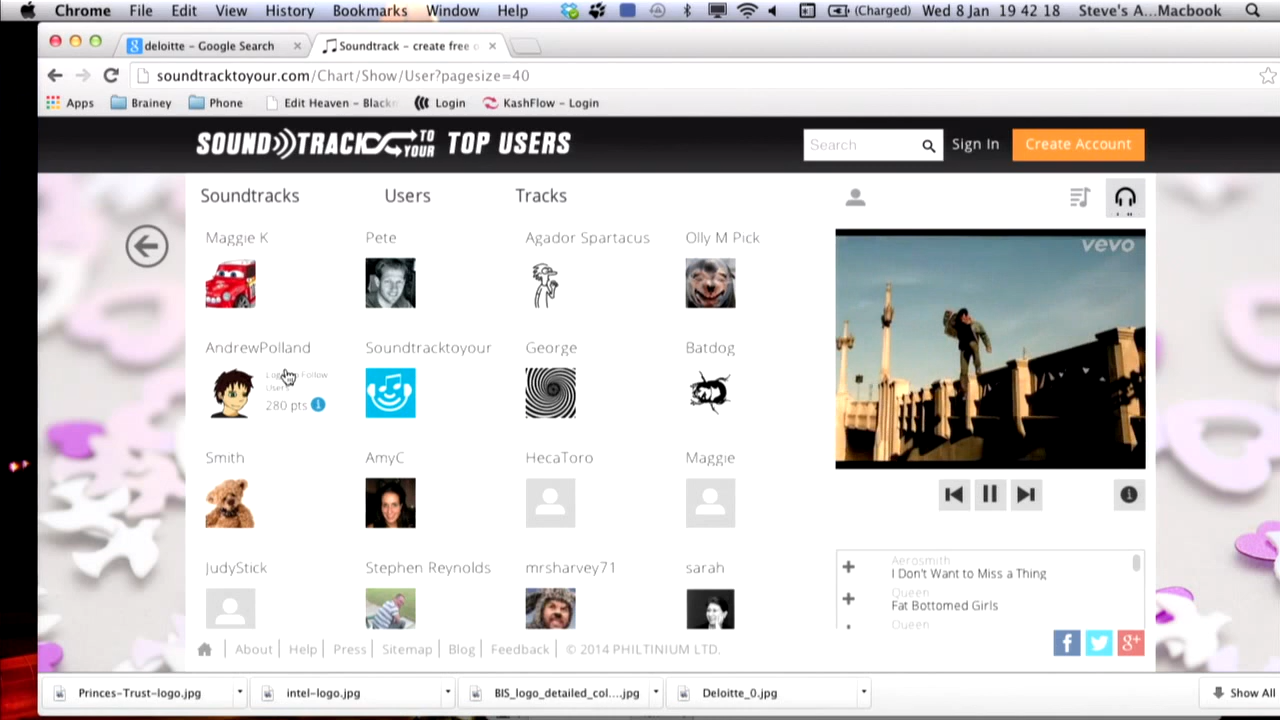 Chrome File Edit View History Bookmarks Window Help (Charged) Wed 8 Jan 19 42 18 Steve's A...Macbook
deloitte - Google Search
Soundtrack - create free
soundtracktoyour.com/Chart/Show/User?pagesize=40
Apps Brainey Phone Edit Heaven - Black Login KashFlow - Login
SOUND TRACK TO YOUR TOP USERS
Search Sign In Create Account
Soundtracks Users Tracks
Maggie K Pete Agador Spartacus Olly M Pick
vevo
AndrewPolland Soundtracktoyour George Batdog
Follow
280 pts
Smith AmyC HecaToro Maggie
JudyStick Stephen Reynolds mrsharvey71 sarah
Aerosmith
I Don't Want to Miss a Thing
Queen
Fat Bottomed Girls
Queen
About Help Press Sitemap Blog Feedback © 2014 PHILTINIUM LTD.
Princes-Trust-logo.jpg intel-logo.jpg BIS_logo_detailed_col....jpg Deloitte_0.jpg Show All